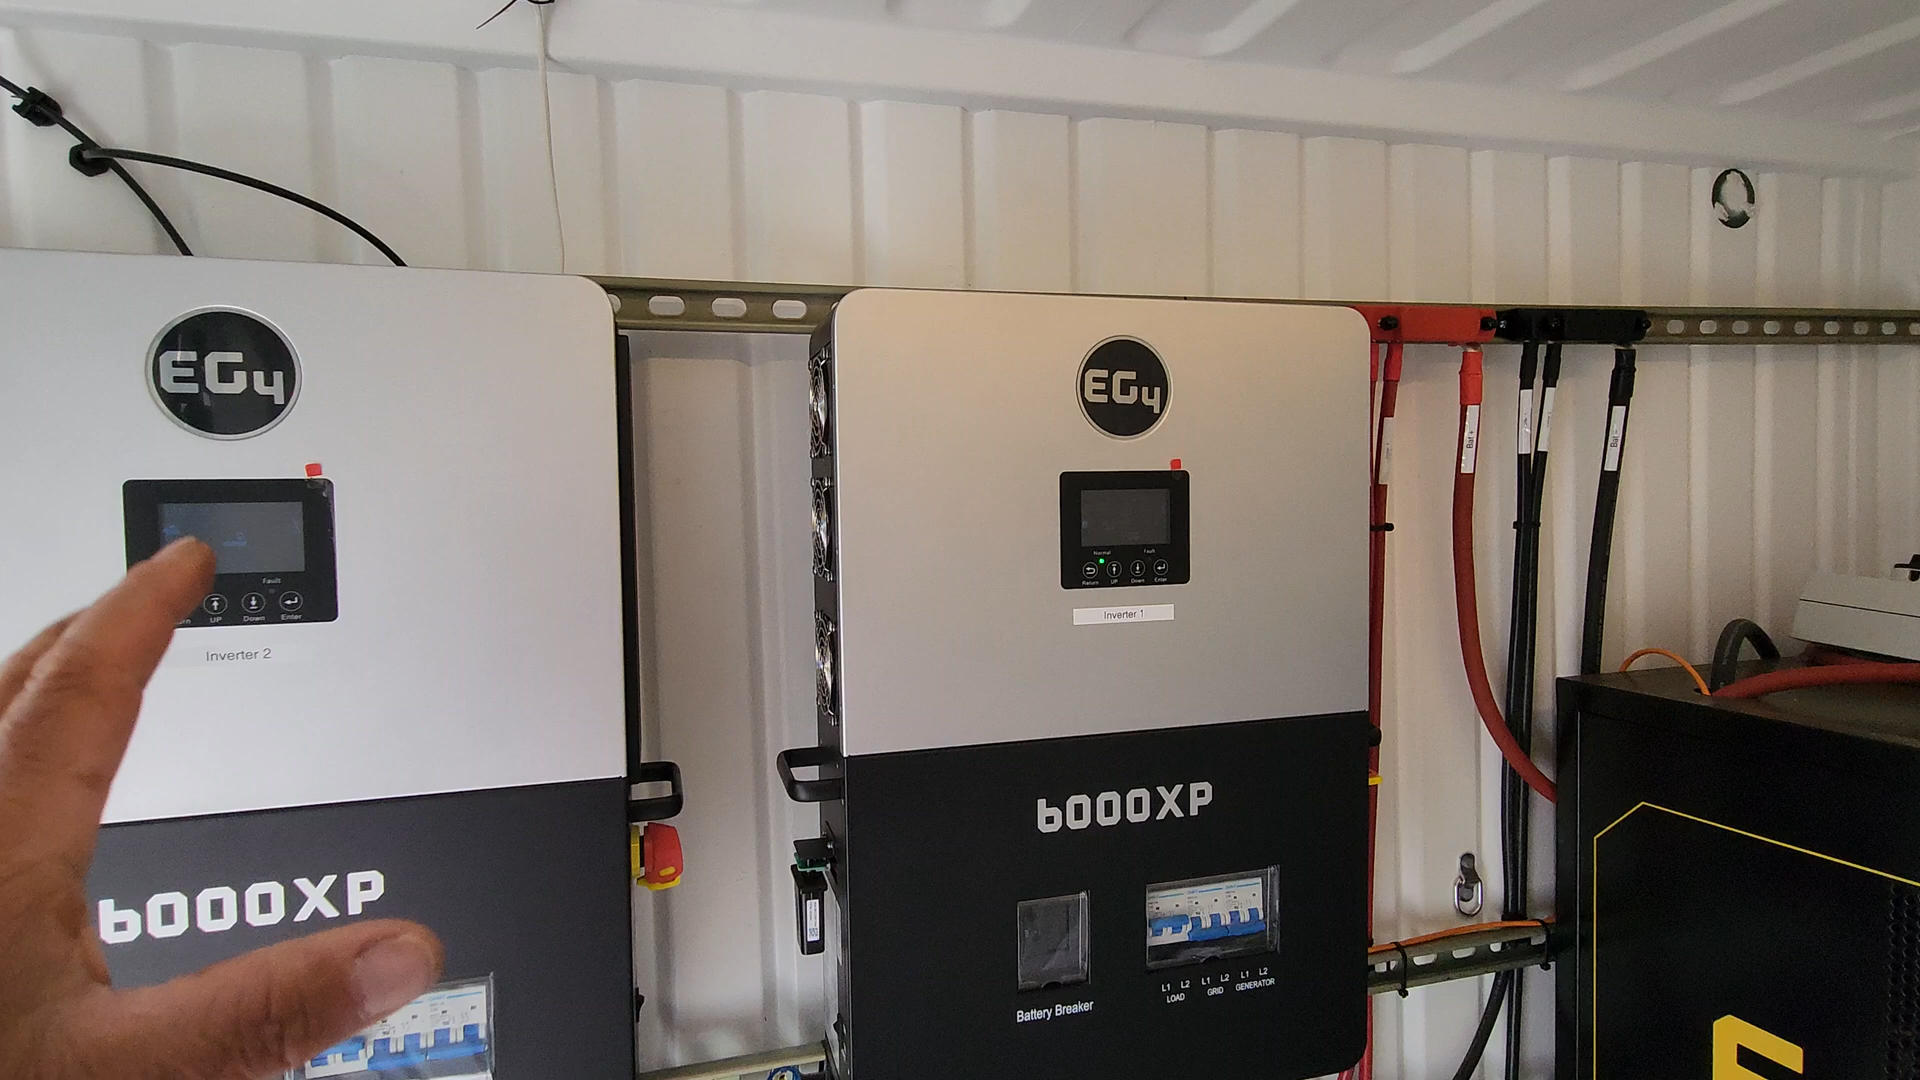 EG4
Fault
UP
Down
Enter
Inverter 2
6000XP
EG4
Normal
Fault
Return
UP
Down
Enter
Inverter 1
6000XP
Battery Breaker
L1 L2 L1 L2 L1 L2
LOAD GRID GENERATOR
Bat +
Bat -